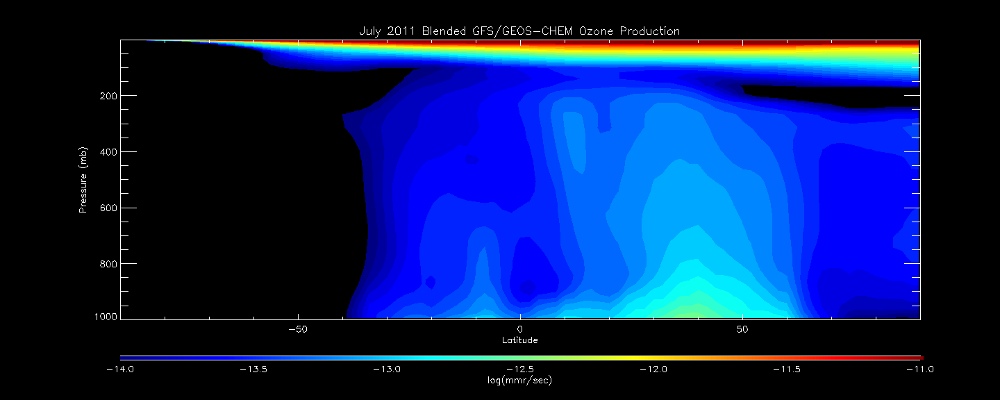 July 2011 Blended GFS/GEOS-CHEM Ozone Production
200
400
600
800
1000
Pressure (mb)
-50 0 50
Latitude
-14.0 -13.5 -13.0 -12.5 -12.0 -11.5 -11.0
log(mmr/sec)